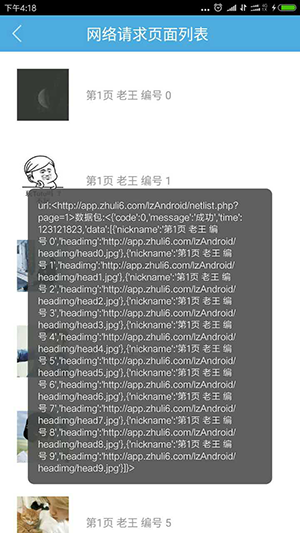 下午4:18
网络请求页面列表
第1页 老王 编号 0
第1页 老王 编号 1
url:<http://app.zhuli6.com/lzAndroid/netlist.php?
page=1>数据包:<{'code':0,'message':'成功','time':
123121823,'data':[{'nickname':'第1页 老王 编
号 0','headimg':'http://app.zhuli6.com/lzAndroid/
headimg/head0.jpg'},{'nickname':'第1页 老王 编
号 1','headimg':'http://app.zhuli6.com/lzAndroid/
headimg/head1.jpg'},{'nickname':'第1页 老王 编
号 2','headimg':'http://app.zhuli6.com/lzAndroid/
headimg/head2.jpg'},{'nickname':'第1页 老王 编
号 3','headimg':'http://app.zhuli6.com/lzAndroid/
headimg/head3.jpg'},{'nickname':'第1页 老王 编
号 4','headimg':'http://app.zhuli6.com/lzAndroid/
headimg/head4.jpg'},{'nickname':'第1页 老王 编
号 5','headimg':'http://app.zhuli6.com/lzAndroid/
headimg/head5.jpg'},{'nickname':'第1页 老王 编
号 6','headimg':'http://app.zhuli6.com/lzAndroid/
headimg/head6.jpg'},{'nickname':'第1页 老王 编
号 7','headimg':'http://app.zhuli6.com/lzAndroid/
headimg/head7.jpg'},{'nickname':'第1页 老王 编
号 8','headimg':'http://app.zhuli6.com/lzAndroid/
headimg/head8.jpg'},{'nickname':'第1页 老王 编
号 9','headimg':'http://app.zhuli6.com/lzAndroid/
headimg/head9.jpg'}]}>
第1页 老王 编号 5